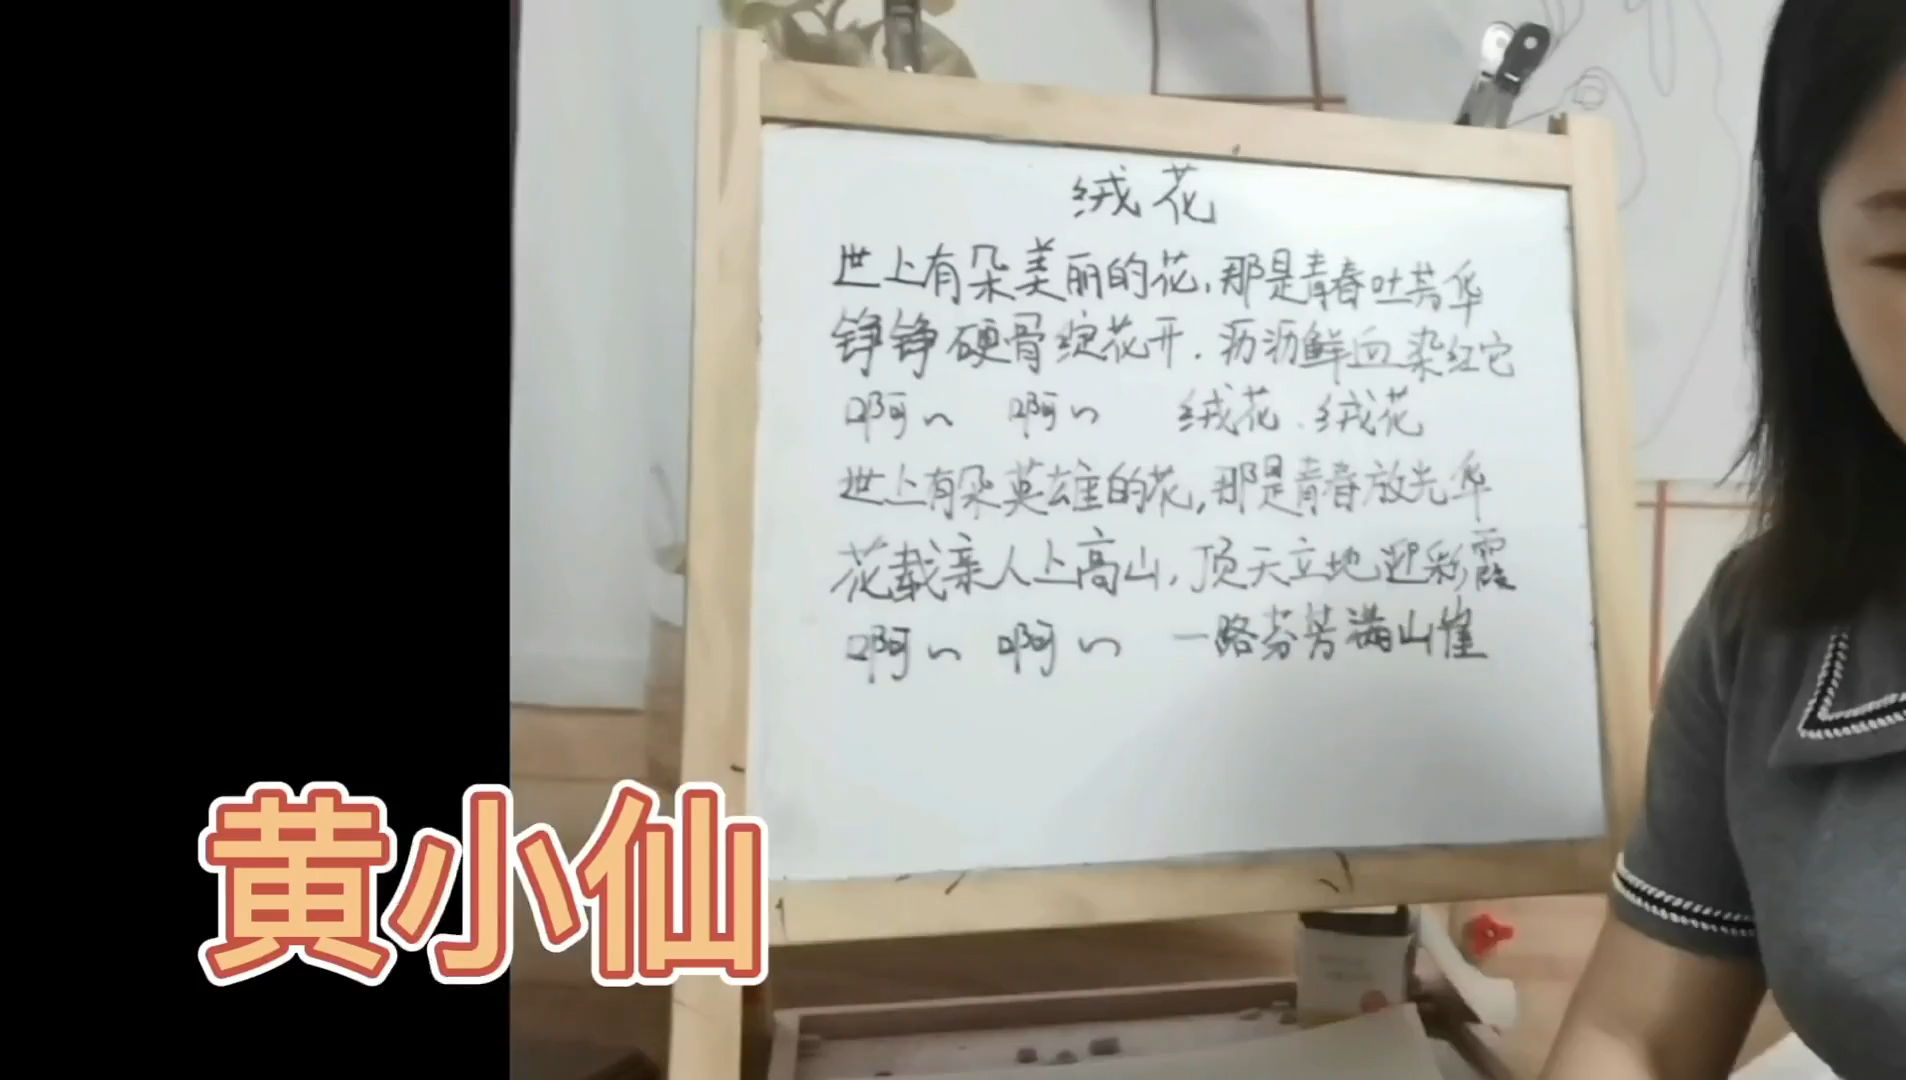 绒花
世上有朵美丽的花，那是青春吐芳华
铮铮硬骨绽花开．沥沥鲜血染红它
啊~ 啊~ 绒花．绒花
世上有朵英雄的花，那是青春放光华
花载亲人上高山，顶天立地迎彩霞
啊~ 啊~ 一路芬芳满山崖
黄小仙